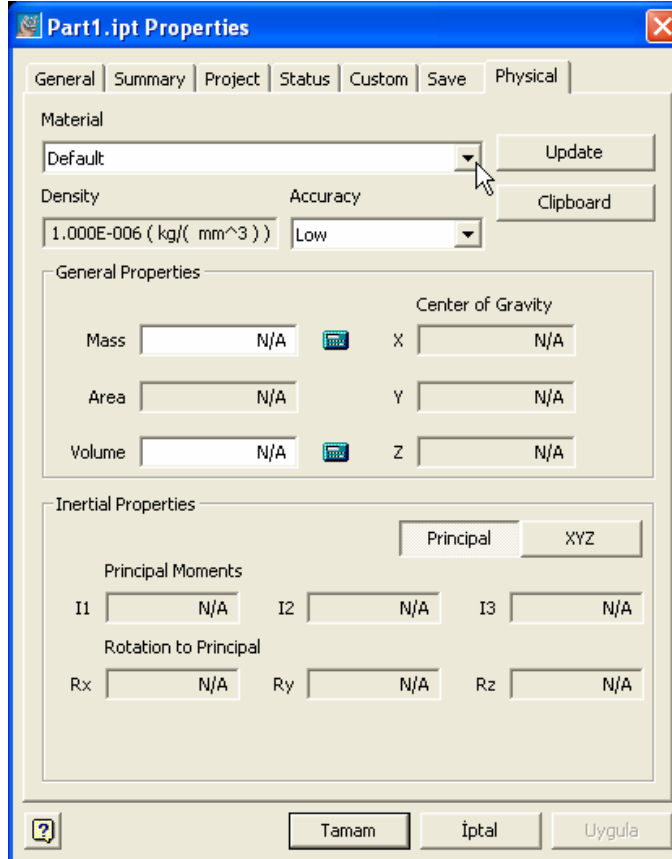 Part1.ipt Properties
General Summary Project Status Custom Save Physical
Material
Default
Update
Density Accuracy
Clipboard
1.000E-006 ( kg/( mm^3 ) ) Low
General Properties
Center of Gravity
Mass N/A X N/A
Area N/A Y N/A
Volume N/A Z N/A
Inertial Properties
Principal XYZ
Principal Moments
I1 N/A I2 N/A I3 N/A
Rotation to Principal
Rx N/A Ry N/A Rz N/A
Tamam İptal Uygula